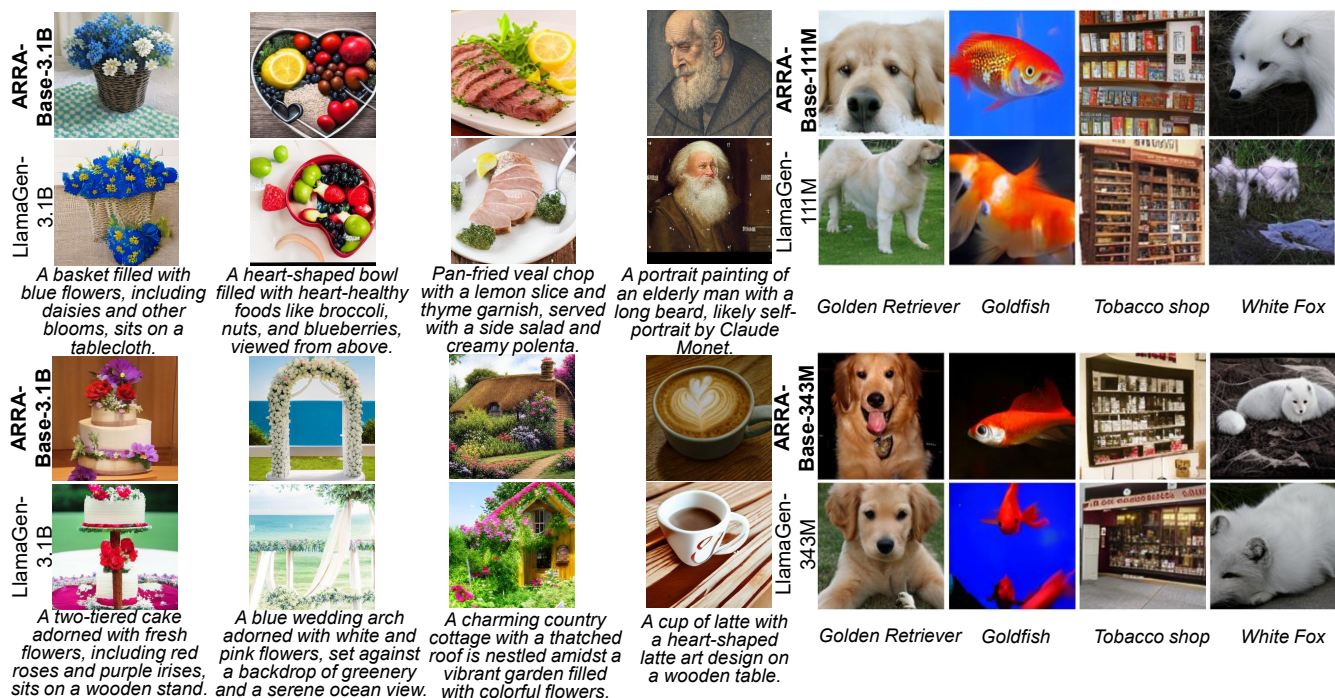 ARRA-
Base-3.1B
LlamaGen-
3.1B
A basket filled with
blue flowers, including
daisies and other
blooms, sits on a
tablecloth.
A heart-shaped bowl
filled with heart-healthy
foods like broccoli,
nuts, and blueberries,
viewed from above.
Pan-fried veal chop
with a lemon slice and
thyme garnish, served
with a side salad and
creamy polenta.
A portrait painting of
an elderly man with a
long beard, likely self-
portrait by Claude
Monet.
ARRA-
Base-111M
LlamaGen-
111M
Golden Retriever
Goldfish
Tobacco shop
White Fox
ARRA-
Base-3.1B
LlamaGen-
3.1B
A two-tiered cake
adorned with fresh
flowers, including red
roses and purple irises,
sits on a wooden stand.
A blue wedding arch
adorned with white and
pink flowers, set against
a backdrop of greenery
and a serene ocean view.
A charming country
cottage with a thatched
roof is nestled amidst a
vibrant garden filled
with colorful flowers.
A cup of latte with
a heart-shaped
latte art design on
a wooden table.
ARRA-
Base-343M
LlamaGen-
343M
Golden Retriever
Goldfish
Tobacco shop
White Fox